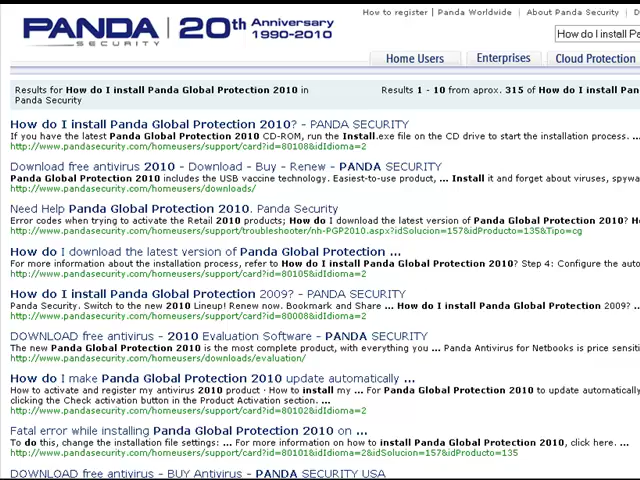 How to register | Panda Worldwide | About Panda Security |
PANDA SECURITY | 20th Anniversary 1990-2010
How do I install Pa
Home Users Enterprises Cloud Protection
Results for How do I install Panda Global Protection 2010 in Panda Security
Results 1 - 10 from aprox. 315 of How do I install Pan
How do I install Panda Global Protection 2010? - PANDA SECURITY
If you have the latest Panda Global Protection 2010 CD-ROM, run the Install.exe file on the CD drive to start the installation process. ...
http://www.pandasecurity.com/homeusers/support/card?id=80108&idIdioma=2
Download free antivirus 2010 - Download - Buy - Renew - PANDA SECURITY
Panda Global Protection 2010 includes the USB vaccine technology. Easiest-to-use product, ... Install it and forget about viruses, spywa
http://www.pandasecurity.com/homeusers/downloads/
Need Help Panda Global Protection 2010. Panda Security
Error codes when trying to activate the Retail 2010 products; How do I download the latest version of Panda Global Protection 2010? H
http://www.pandasecurity.com/homeusers/support/troubleshooter/nh-PGP2010.aspx?idSolucion=157&idProducto=135&Tipo=cg
How do I download the latest version of Panda Global Protection ...
For more information about the installation process, refer to How do I install Panda Global Protection 2010? Step 4: Configure the auto
http://www.pandasecurity.com/homeusers/support/card?id=80105&idIdioma=2
How do I install Panda Global Protection 2009? - PANDA SECURITY
Panda Security. Switch to the new 2010 Lineup! Renew now. Bookmark and Share ... How do I install Panda Global Protection 2009? ...
http://www.pandasecurity.com/homeusers/support/card?id=80008&idIdioma=2
DOWNLOAD free antivirus - 2010 Evaluation Software - PANDA SECURITY
The new Panda Global Protection 2010 is the most complete product, with everything you ... Panda Antivirus for Netbooks is price sensiti
http://www.pandasecurity.com/homeusers/downloads/evaluation/
How do I make Panda Global Protection 2010 update automatically ...
How to activate and register my antivirus 2010 product · How to install my ... For Panda Global Protection 2010 to update automatically
clicking the Check activation button in the Product Activation section. ...
http://www.pandasecurity.com/homeusers/support/card?id=80102&idIdioma=2
Fatal error while installing Panda Global Protection 2010 on ...
To do this, change the installation file settings: ... For more information on how to install Panda Global Protection 2010, click here. ...
http://www.pandasecurity.com/homeusers/support/card?id=80101&idIdioma=2&idSolucion=157&idProducto=135
DOWNLOAD free antivirus - BUY Antivirus - PANDA SECURITY USA